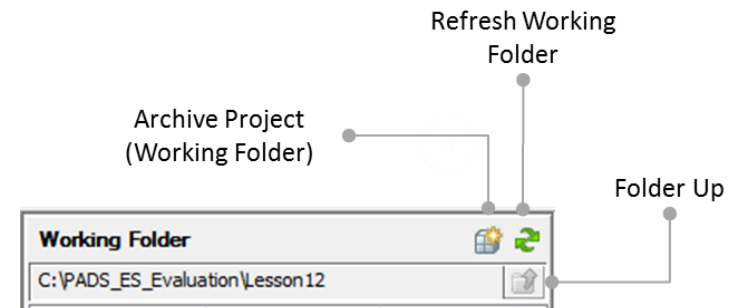 Refresh Working
Folder
Archive Project
(Working Folder)
Folder Up
Working Folder
C:\PADS_ES_Evaluation\Lesson12